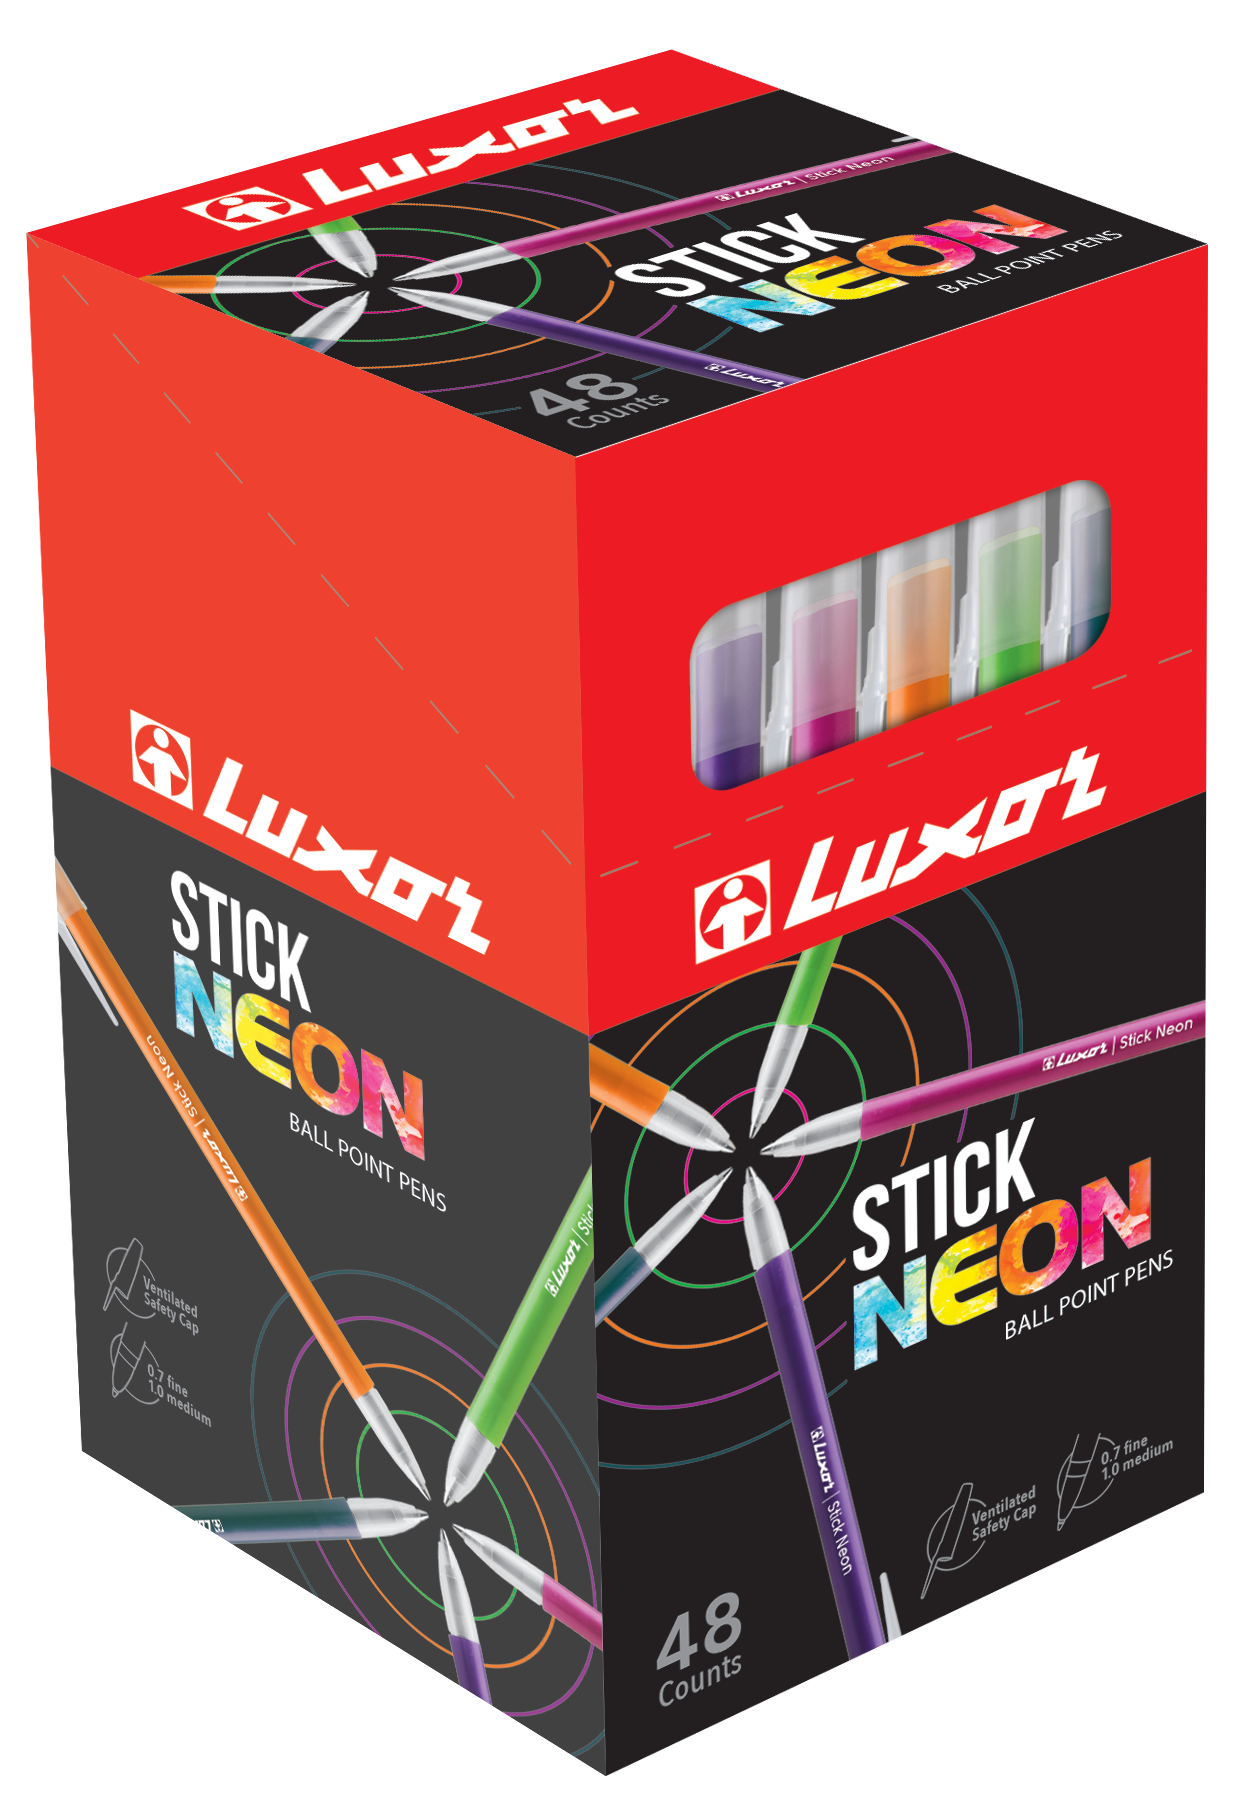 Luxor
Luxor | Stick Neon
STICK
NEON
BALL POINT PENS
Luxor
48
Counts
Luxor
STICK
NEON
BALL POINT PENS
Luxor | Stick Neon
Luxor | Stick
Ventilated
Safety Cap
0.7 fine
1.0 medium
Luxor
Luxor | Stick Neon
STICK
NEON
BALL POINT PENS
Luxor | Stick Neon
0.7 fine
1.0 medium
Ventilated
Safety Cap
48
Counts